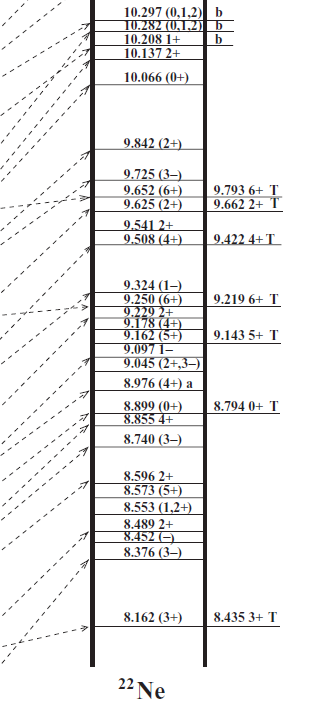 10.297 (0,1,2) b
10.282 (0,1,2) b
10.208 1+ b
10.137 2+
10.066 (0+)
9.842 (2+)
9.725 (3–)
9.652 (6+) 9.793 6+ T
9.625 (2+) 9.662 2+ T
9.541 2+
9.508 (4+) 9.422 4+ T
9.324 (1–)
9.250 (6+) 9.219 6+ T
9.229 2+
9.178 (4+)
9.162 (5+) 9.143 5+ T
9.097 1–
9.045 (2+,3–)
8.976 (4+) a
8.899 (0+) 8.794 0+ T
8.855 4+
8.740 (3–)
8.596 2+
8.573 (5+)
8.553 (1,2+)
8.489 2+
8.452 (–)
8.376 (3–)
8.162 (3+) 8.435 3+ T
22Ne